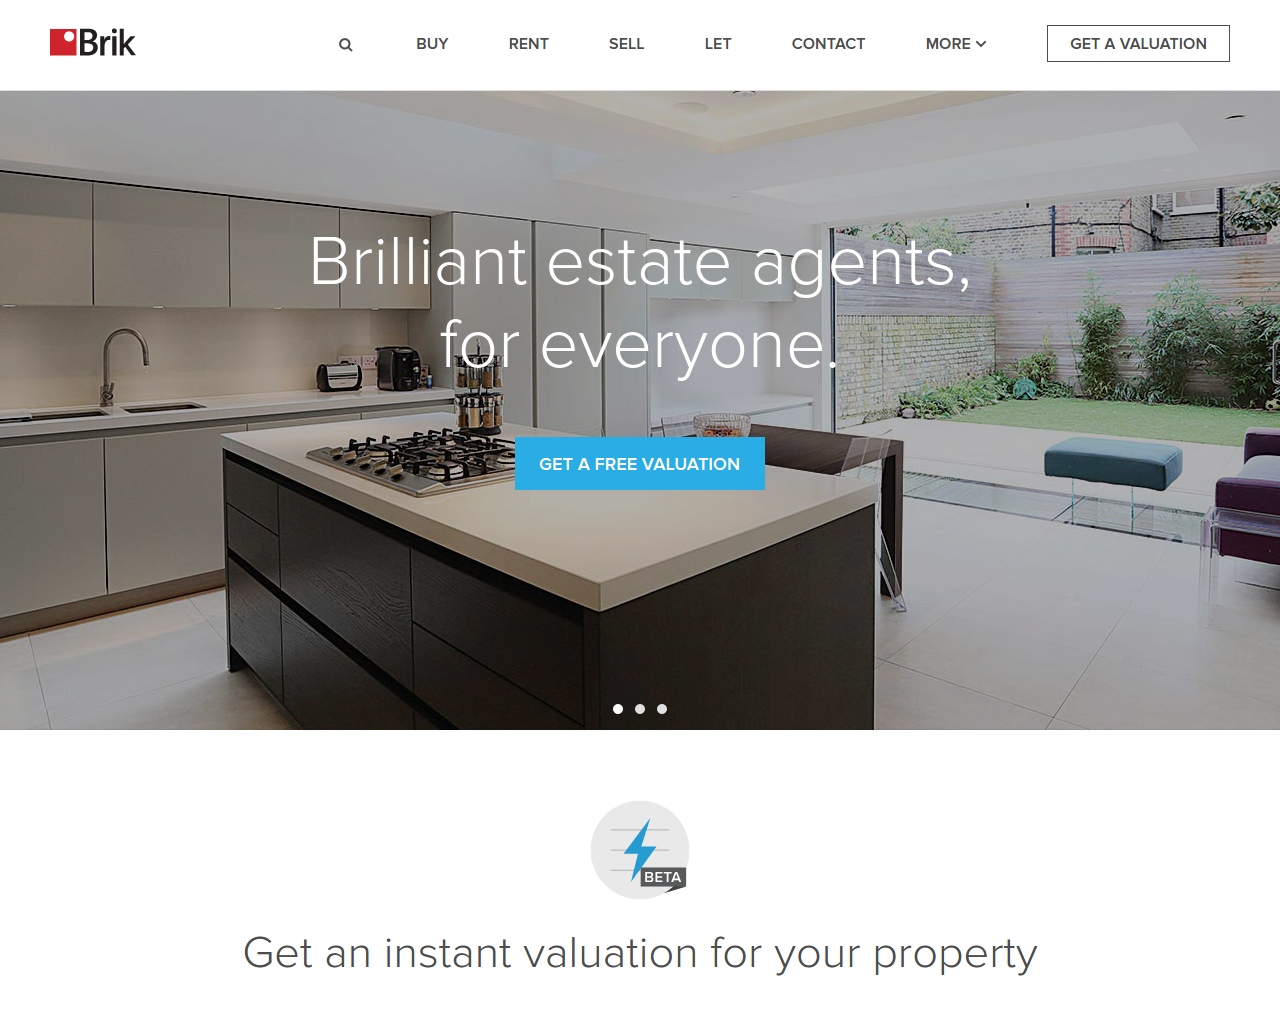 Brik
BUY
RENT
SELL
LET
CONTACT
MORE
GET A VALUATION
Brilliant estate agents,
for everyone.
GET A FREE VALUATION
BETA
Get an instant valuation for your property